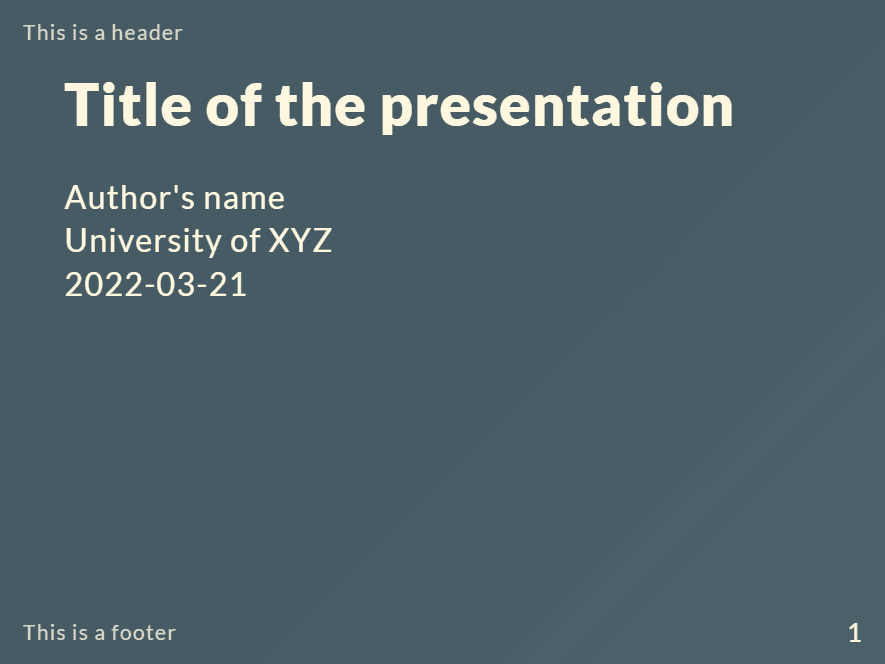 This is a header
Title of the presentation
Author's name
University of XYZ
2022-03-21
This is a footer
1